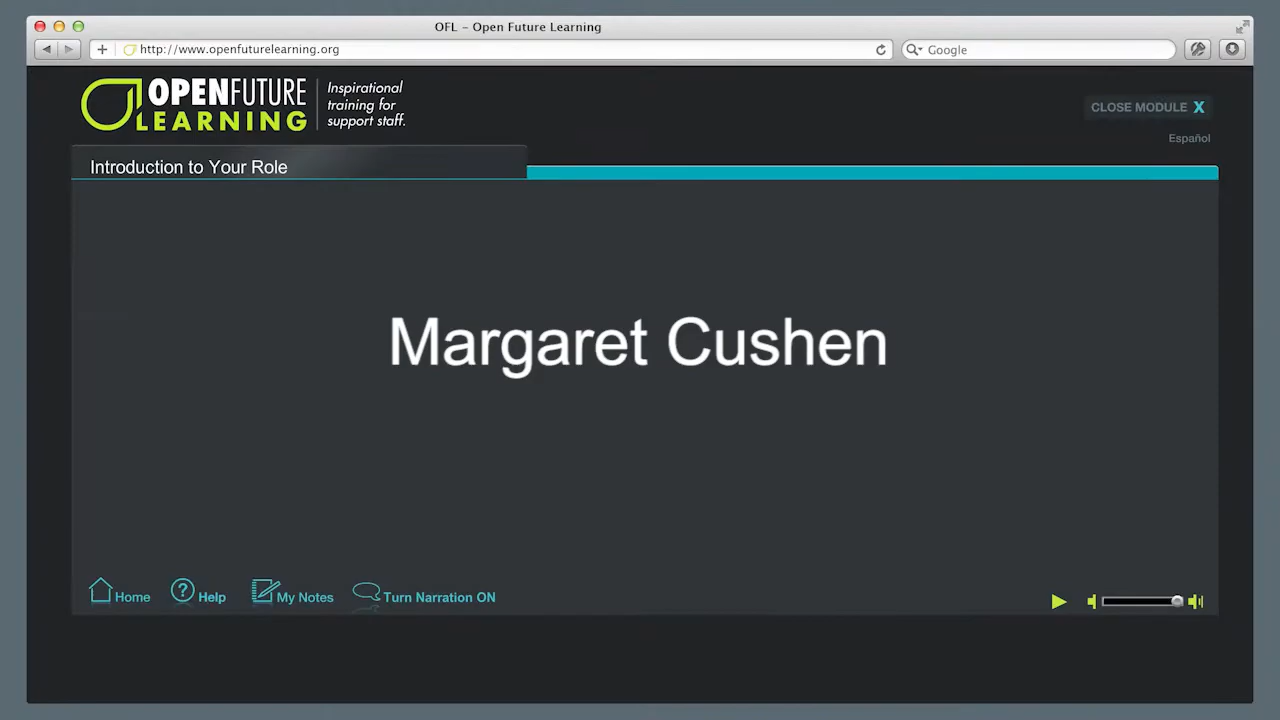 OFL – Open Future Learning
http://www.openfuturelearning.org
Google
OPENFUTURE
LEARNING
Inspirational
training for
support staff.
CLOSE MODULE X
Español
Introduction to Your Role
Margaret Cushen
Home
? Help
My Notes
Turn Narration ON